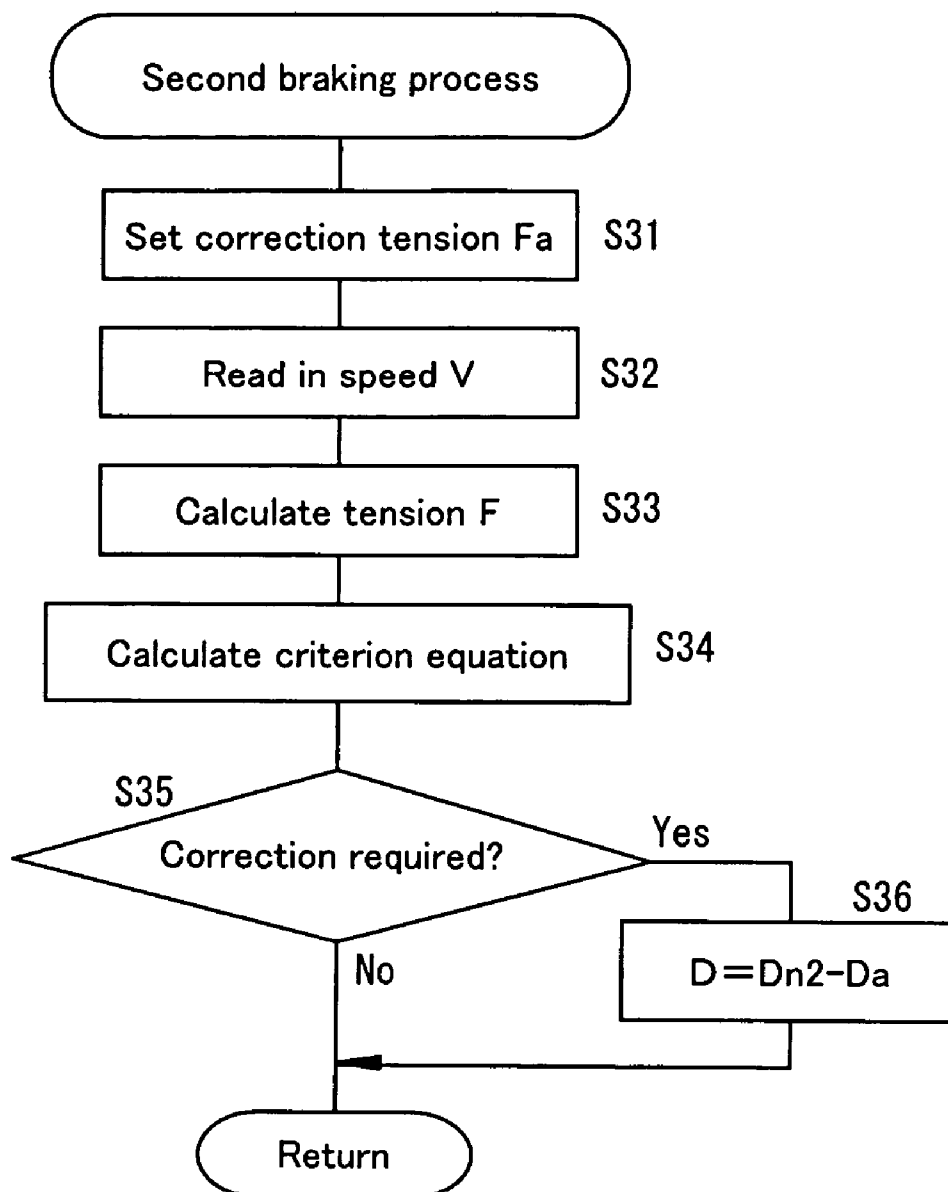 Second braking process
Set correction tension Fa
S31
Read in speed V
S32
Calculate tension F
S33
Calculate criterion equation
S34
S35
Correction required?
Yes
S36
D=Dn2-Da
No
Return